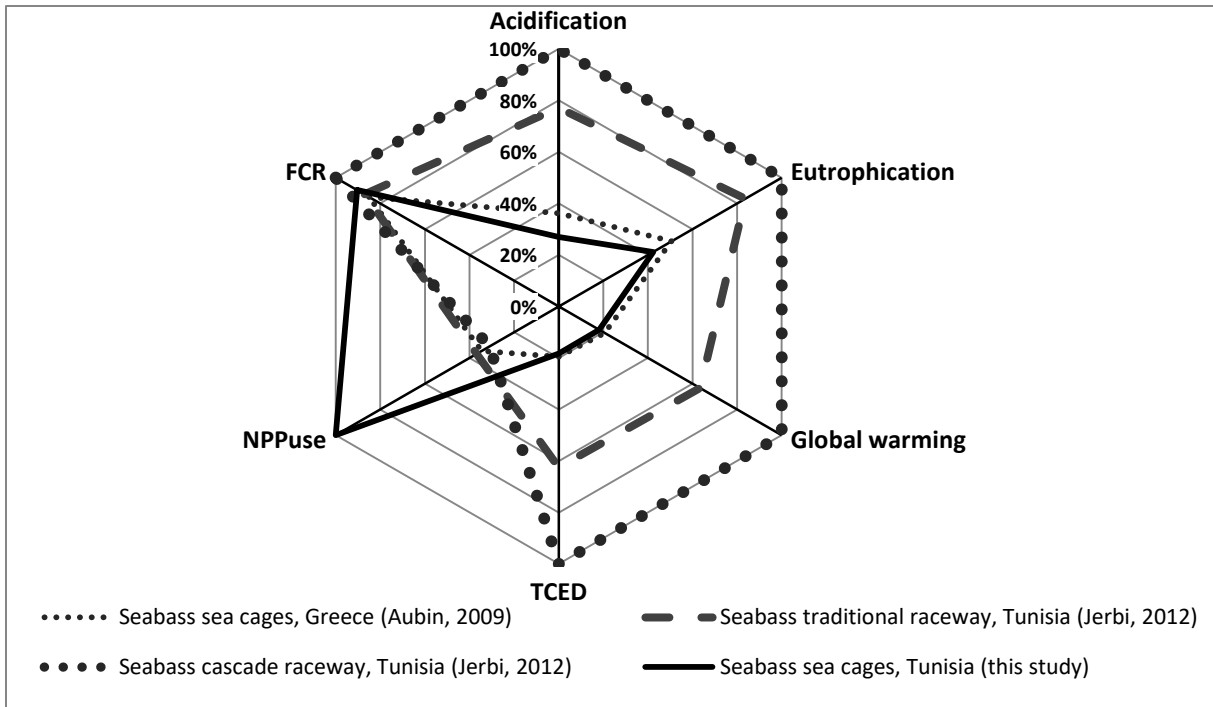 Acidification
100%
80%
60%
40%
20%
0%
FCR
Eutrophication
NPPuse
Global warming
TCED
Seabass sea cages, Greece (Aubin, 2009)
Seabass traditional raceway, Tunisia (Jerbi, 2012)
Seabass cascade raceway, Tunisia (Jerbi, 2012)
Seabass sea cages, Tunisia (this study)